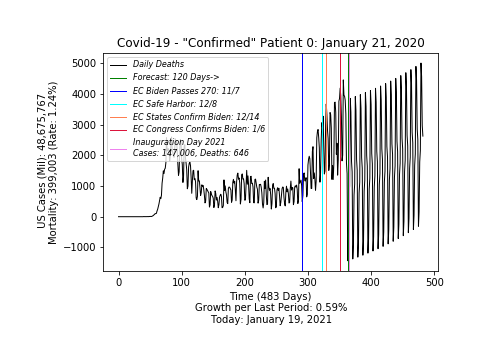 Covid-19 - "Confirmed" Patient 0: January 21, 2020
US Cases (Mil): 48,675,767
Mortality: 399,003 (Rate: 1.24%)
5000
4000
3000
2000
1000
0
−1000
Daily Deaths
Forecast: 120 Days->
EC Biden Passes 270: 11/7
EC Safe Harbor: 12/8
EC States Confirm Biden: 12/14
EC Congress Confirms Biden: 1/6
Inauguration Day 2021
Cases: 147,006, Deaths: 646
0 100 200 300 400 500
Time (483 Days)
Growth per Last Period: 0.59%
Today: January 19, 2021